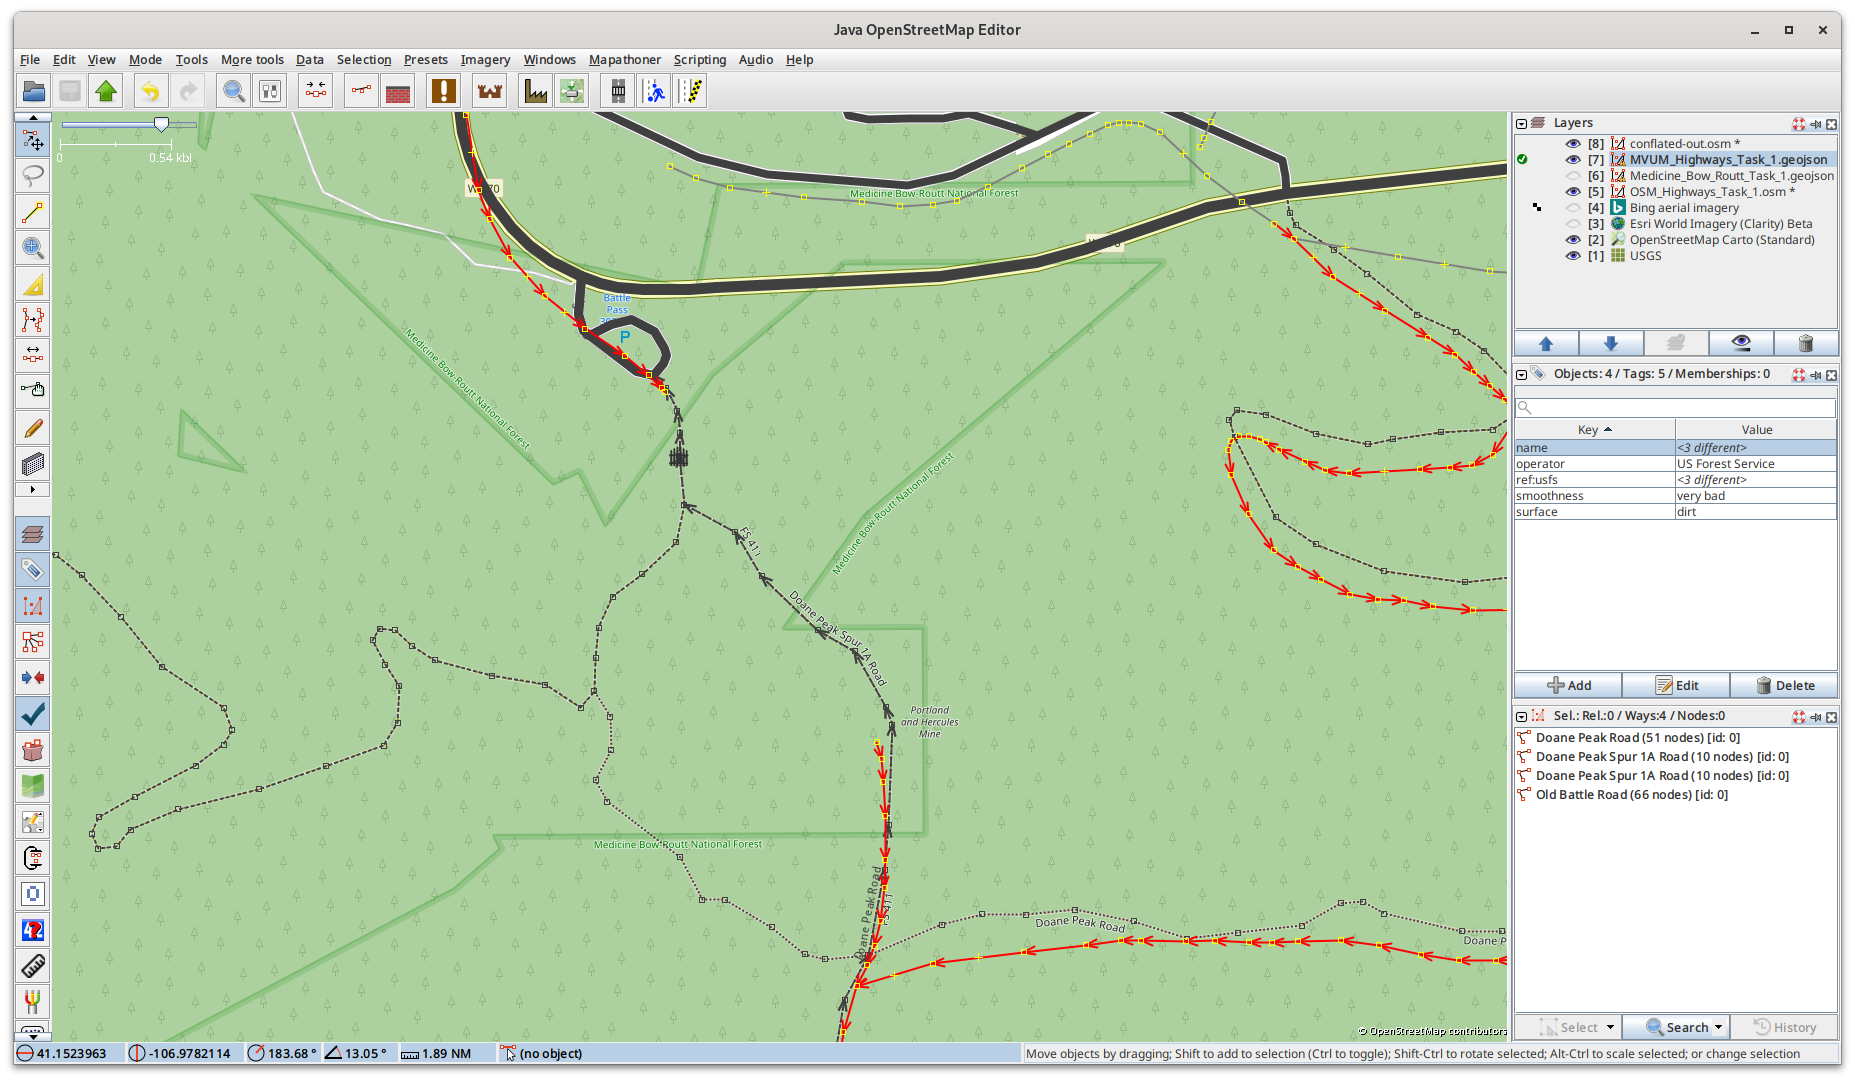 Java OpenStreetMap Editor
File Edit View Mode Tools More tools Data Selection Presets Imagery Windows Mapathoner Scripting Audio Help
0 0.54 kbl
Medicine Bow-Routt National Forest
Battle
Pass
P
Medicine Bow-Routt National Forest
Medicine Bow-Routt National Forest
FS 411
Doane Peak Spur 1A Road
Portland
and Hercules
Mine
Medicine Bow-Routt National Forest
Doane Peak Road
FS 411
Doane Peak Road
Doane P
© OpenStreetMap contributors
Layers
[8] conflated-out.osm *
[7] MVUM_Highways_Task_1.geojson
[6] Medicine_Bow_Routt_Task_1.geojson
[5] OSM_Highways_Task_1.osm *
[4] Bing aerial imagery
[3] Esri World Imagery (Clarity) Beta
[2] OpenStreetMap Carto (Standard)
[1] USGS
Objects: 4 / Tags: 5 / Memberships: 0
Key Value
name <3 different>
operator US Forest Service
ref:usfs <3 different>
smoothness very bad
surface dirt
Add Edit Delete
Sel.: Rel.:0 / Ways:4 / Nodes:0
Doane Peak Road (51 nodes) [id: 0]
Doane Peak Spur 1A Road (10 nodes) [id: 0]
Doane Peak Spur 1A Road (10 nodes) [id: 0]
Old Battle Road (66 nodes) [id: 0]
Select Search History
41.1523963 -106.9782114 183.68 ° 13.05 ° 1.89 NM (no object) Move objects by dragging; Shift to add to selection (Ctrl to toggle); Shift-Ctrl to rotate selected; Alt-Ctrl to scale selected; or change selection